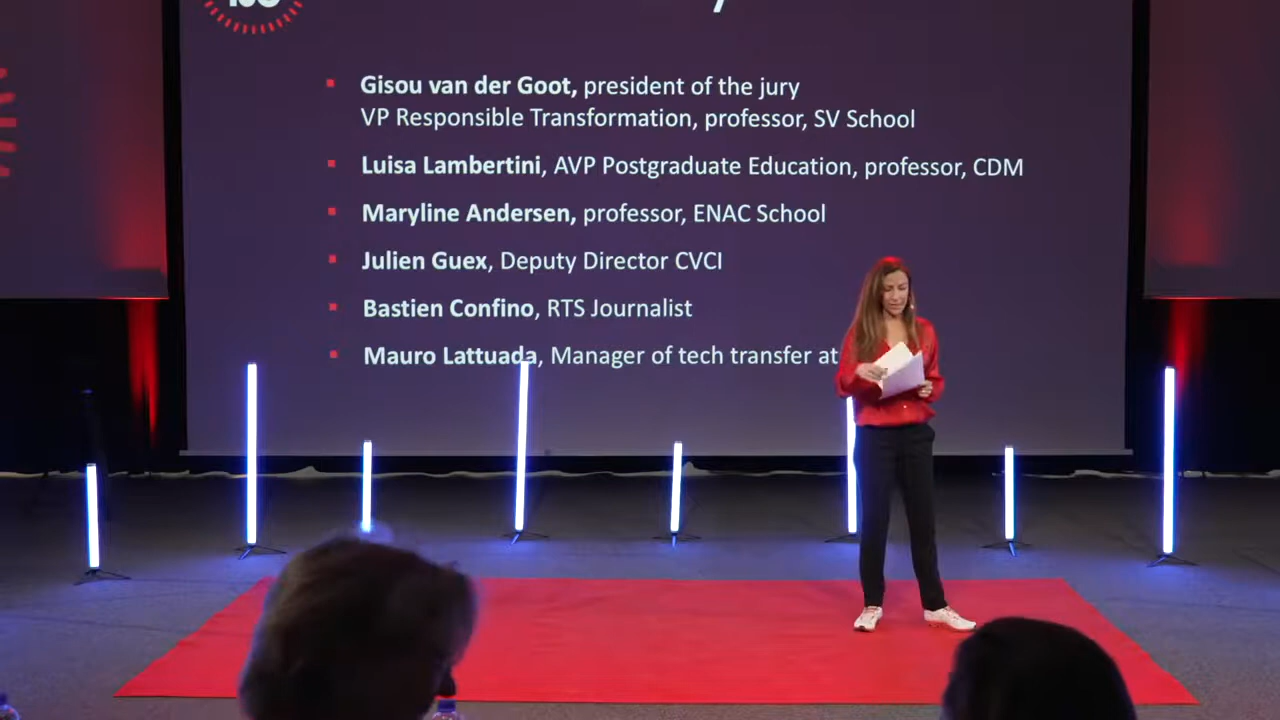 Gisou van der Goot, president of the jury
VP Responsible Transformation, professor, SV School
Luisa Lambertini, AVP Postgraduate Education, professor, CDM
Maryline Andersen, professor, ENAC School
Julien Guex, Deputy Director CVCI
Bastien Confino, RTS Journalist
Mauro Lattuada, Manager of tech transfer at